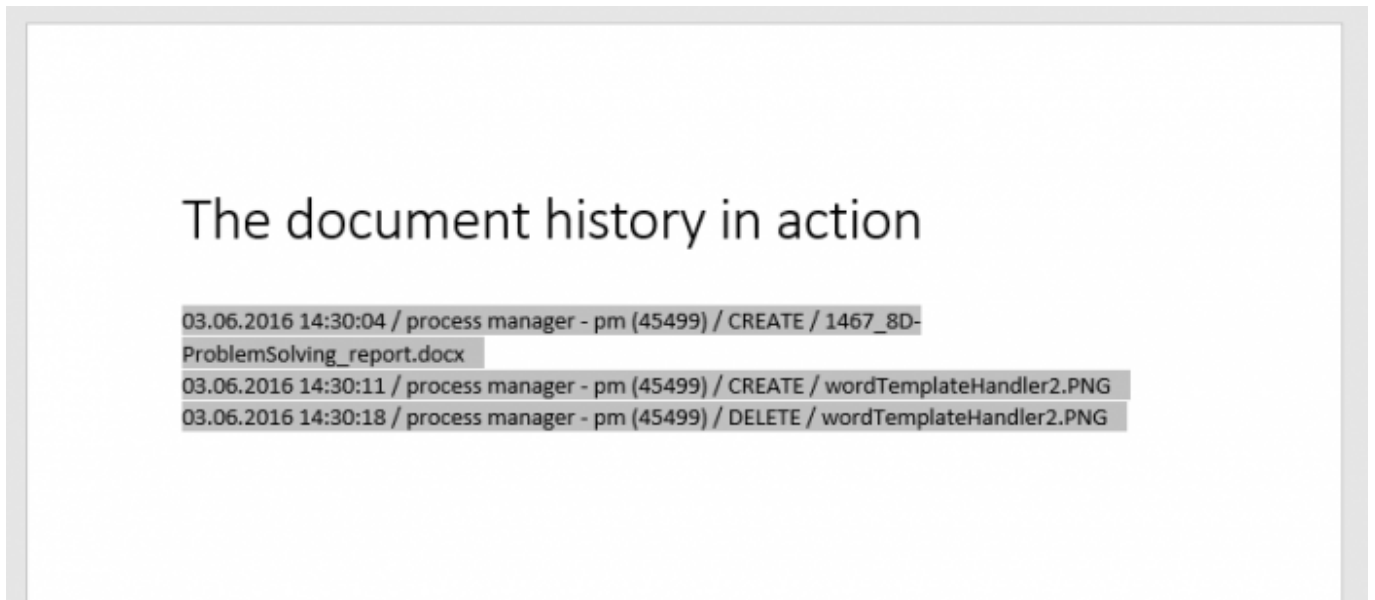 The document history in action
03.06.2016 14:30:04 / process manager - pm (45499) / CREATE / 1467_8D-
ProblemSolving_report.docx
03.06.2016 14:30:11 / process manager - pm (45499) / CREATE / wordTemplateHandler2.PNG
03.06.2016 14:30:18 / process manager - pm (45499) / DELETE / wordTemplateHandler2.PNG